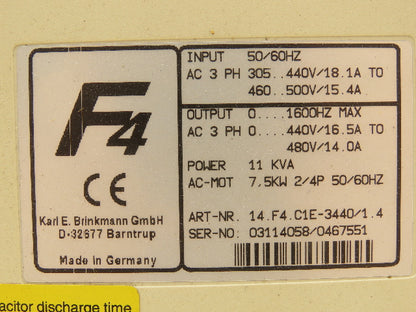 F4
CE
Karl E. Brinkmann GmbH
D-32677 Barntrup
Made in Germany
INPUT 50/60HZ
AC 3 PH 305..440V/18.1A TO
460..500V/15.4A
OUTPUT 0....1600HZ MAX
AC 3 PH 0....440V/16.5A TO
480V/14.0A
POWER 11 KVA
AC-MOT 7.5KW 2/4P 50/60HZ
ART-NR. 14.F4.C1E-3440/1.4
SER-NO: 03114058/0467551
acitor discharge time